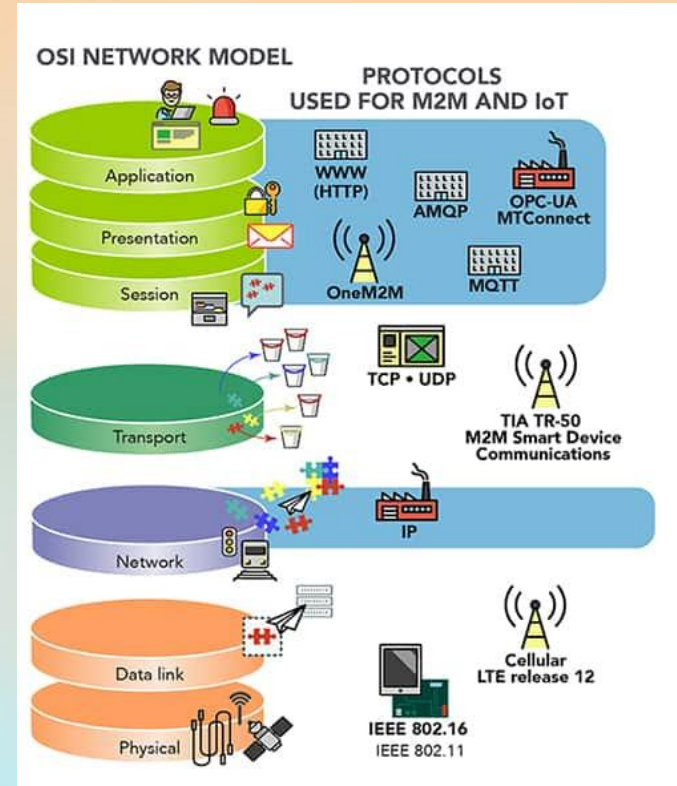 OSI NETWORK MODEL
PROTOCOLS
USED FOR M2M AND IoT
Application
Presentation
Session
WWW
(HTTP)
AMQP
OPC-UA
MTConnect
OneM2M
MQTT
Transport
TCP • UDP
TIA TR-50
M2M Smart Device
Communications
Network
IP
Data link
Physical
Cellular
LTE release 12
IEEE 802.16
IEEE 802.11